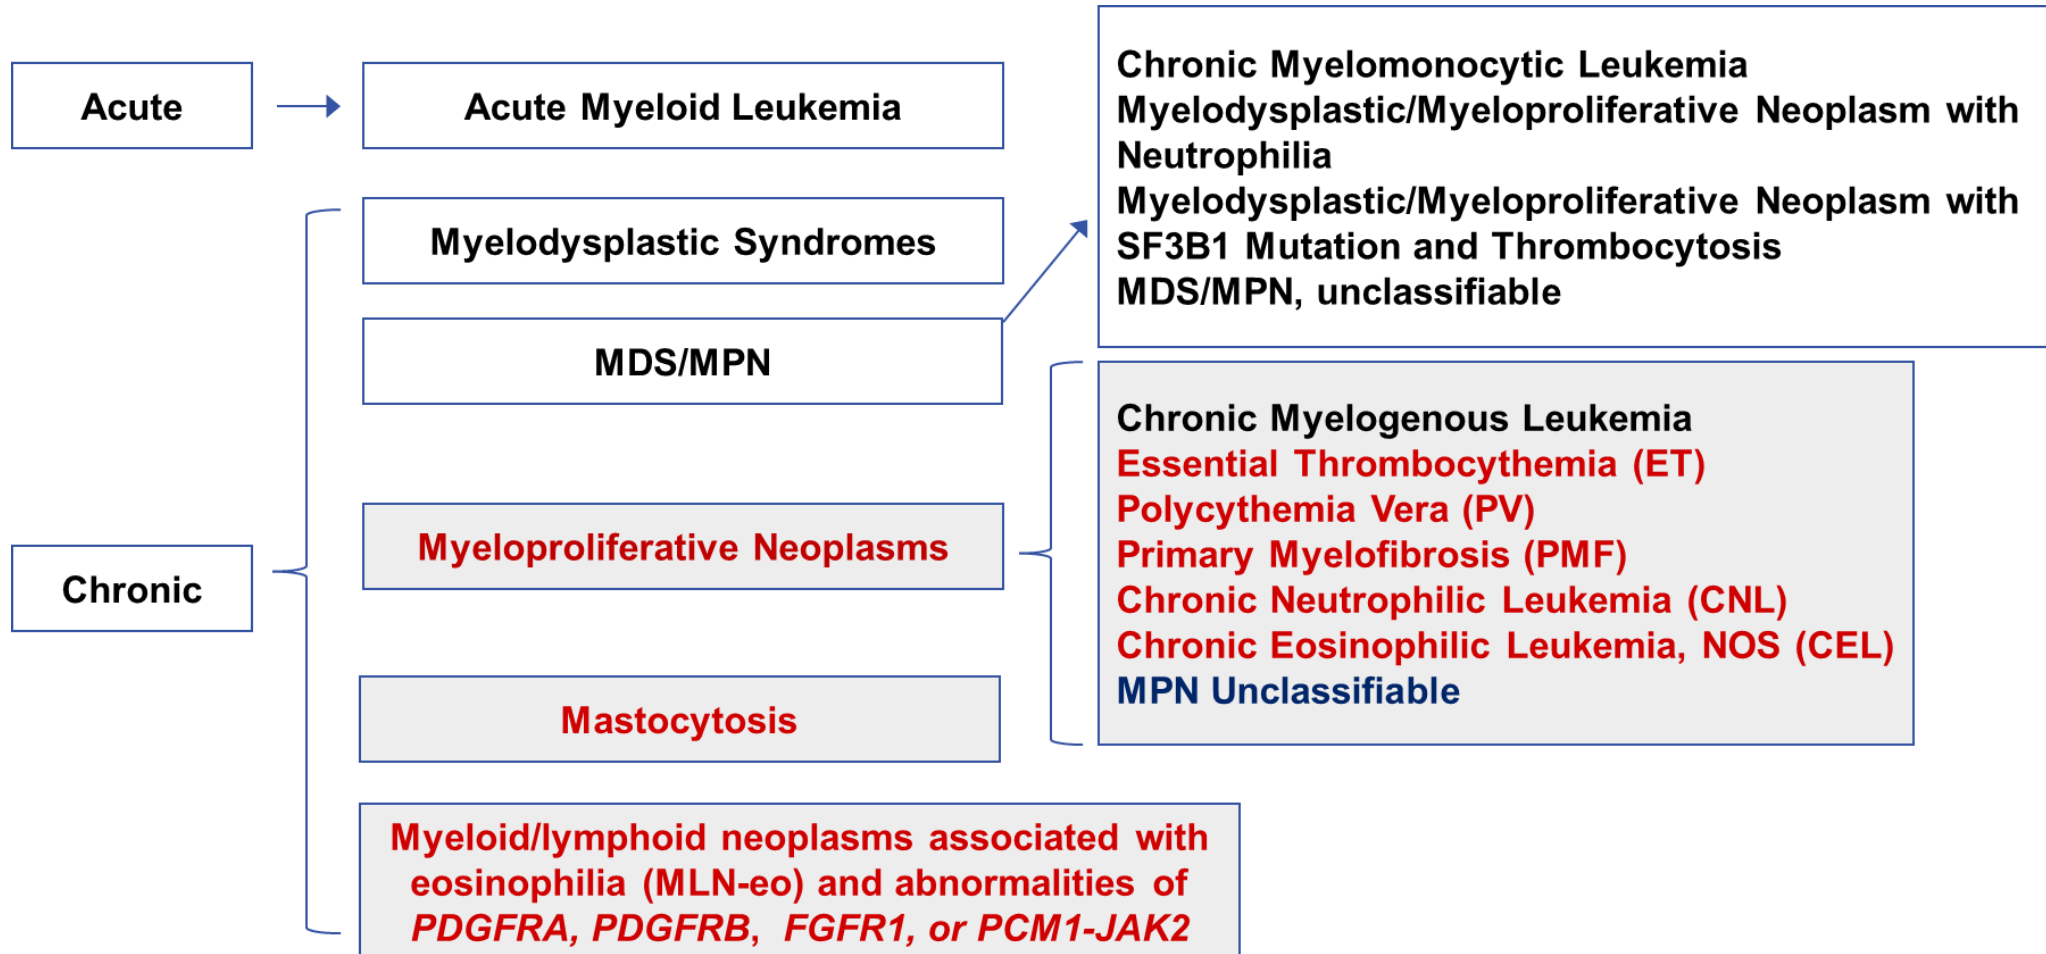 Acute
Acute Myeloid Leukemia
Chronic Myelomonocytic Leukemia
Myelodysplastic/Myeloproliferative Neoplasm with
Neutrophilia
Myelodysplastic/Myeloproliferative Neoplasm with
SF3B1 Mutation and Thrombocytosis
MDS/MPN, unclassifiable
Chronic
Myelodysplastic Syndromes
MDS/MPN
Myeloproliferative Neoplasms
Chronic Myelogenous Leukemia
Essential Thrombocythemia (ET)
Polycythemia Vera (PV)
Primary Myelofibrosis (PMF)
Chronic Neutrophilic Leukemia (CNL)
Chronic Eosinophilic Leukemia, NOS (CEL)
MPN Unclassifiable
Mastocytosis
Myeloid/lymphoid neoplasms associated with
eosinophilia (MLN-eo) and abnormalities of
PDGFRA, PDGFRB, FGFR1, or PCM1-JAK2